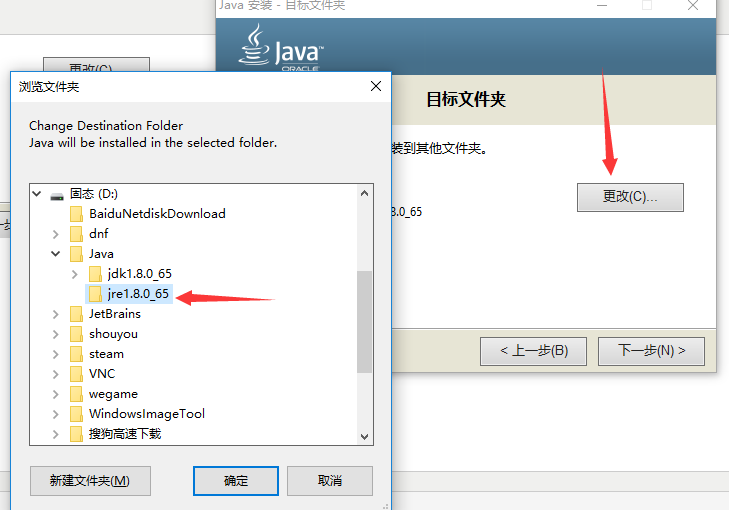 Java 安装 - 目标文件夹
更改(C)
Java™
ORACLE
浏览文件夹
目标文件夹
Change Destination Folder
Java will be installed in the selected folder.
装到其他文件夹。
固态 (D:)
BaiduNetdiskDownload
更改(C)...
.8.0_65
dnf
Java
jdk1.8.0_65
jre1.8.0_65
JetBrains
shouyou
steam
VNC
wegame
WindowsImageTool
搜狗高速下载
< 上一步(B)
下一步(N) >
新建文件夹(M)
确定
取消